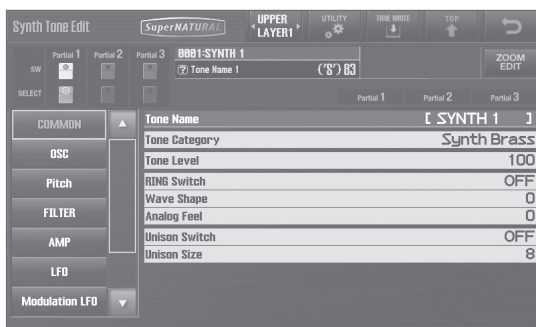 Synth Tone Edit
SuperNATURAL
UPPER
LAYER1
UTILITY
TONE WRITE
TOP
Partial 1
Partial 2
Partial 3
SW
SELECT
0001:SYNTH 1
? Tone Name 1 ('S') 83
ZOOM
EDIT
Partial 1 Partial 2 Partial 3
COMMON
OSC
Pitch
FILTER
AMP
LFO
Modulation LFO
Tone Name [ SYNTH 1 ]
Tone Category Synth Brass
Tone Level 100
RING Switch OFF
Wave Shape 0
Analog Feel 0
Unison Switch OFF
Unison Size 8